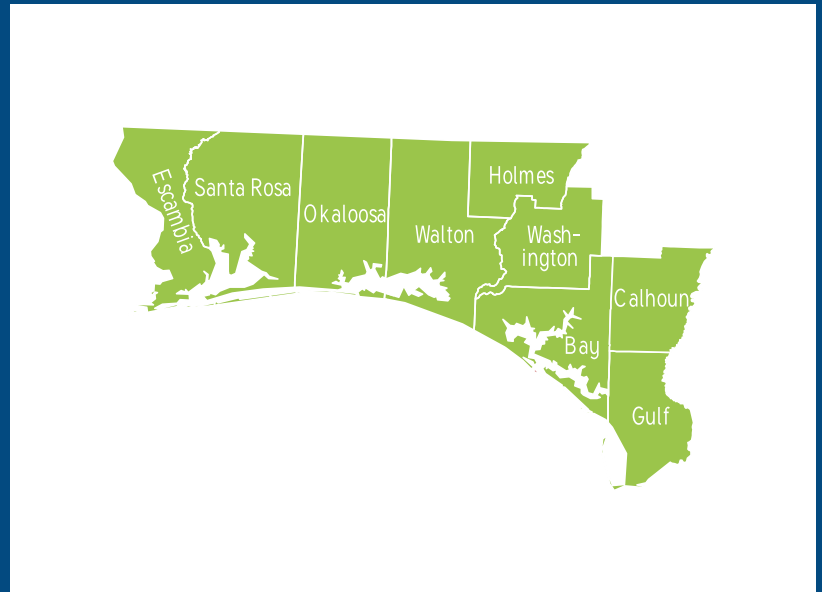 Escambia
Santa Rosa
Okaloosa
Walton
Holmes
Wash-
ington
Calhoun
Bay
Gulf